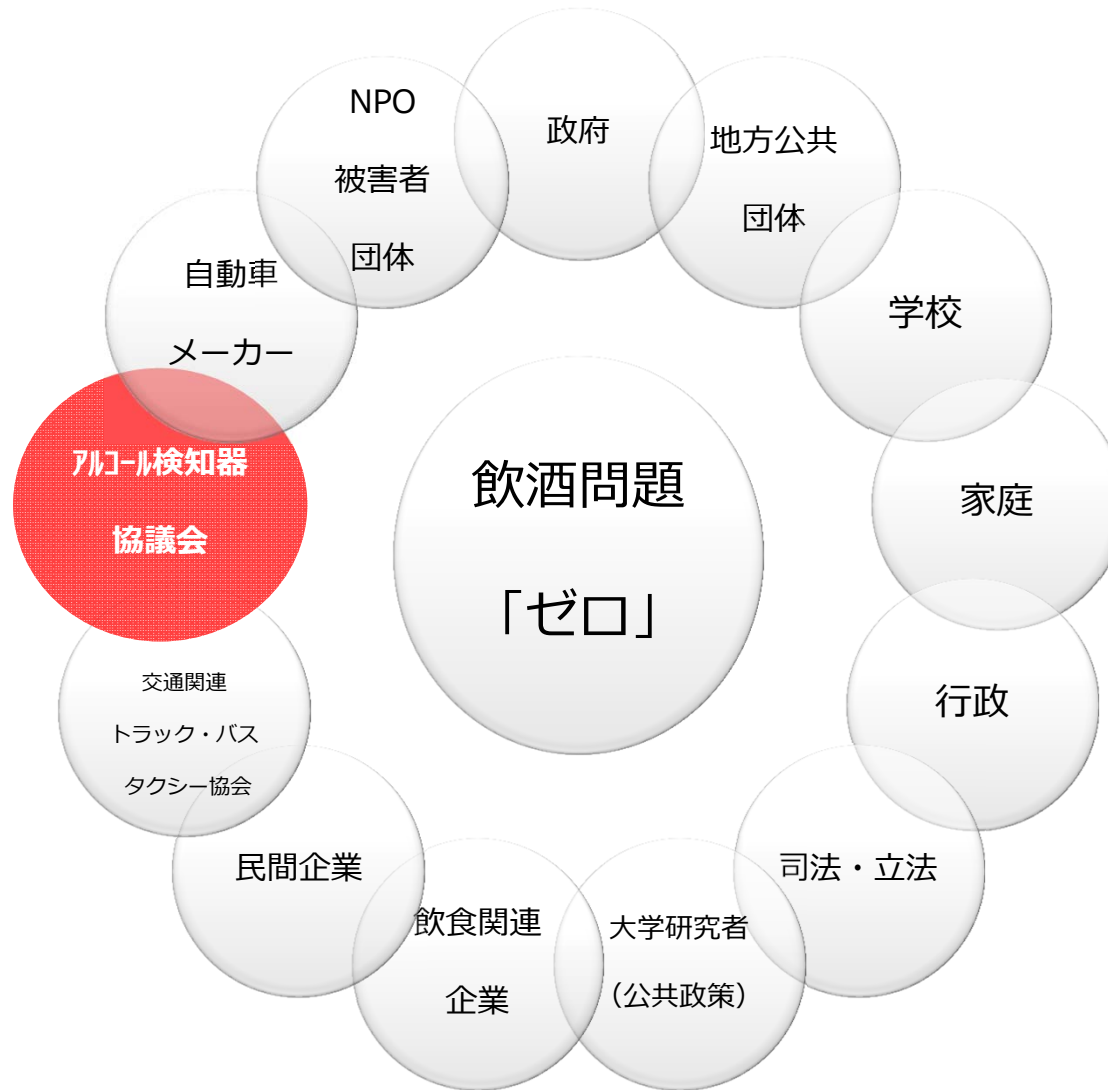 NPO
被害者
団体
政府
地方公共
団体
学校
家庭
行政
司法・立法
大学研究者
（公共政策）
飲食関連
企業
民間企業
交通関連
トラック・バス
タクシー協会
ｱﾙｺｰﾙ検知器
協議会
自動車
メーカー
飲酒問題
「ゼロ」